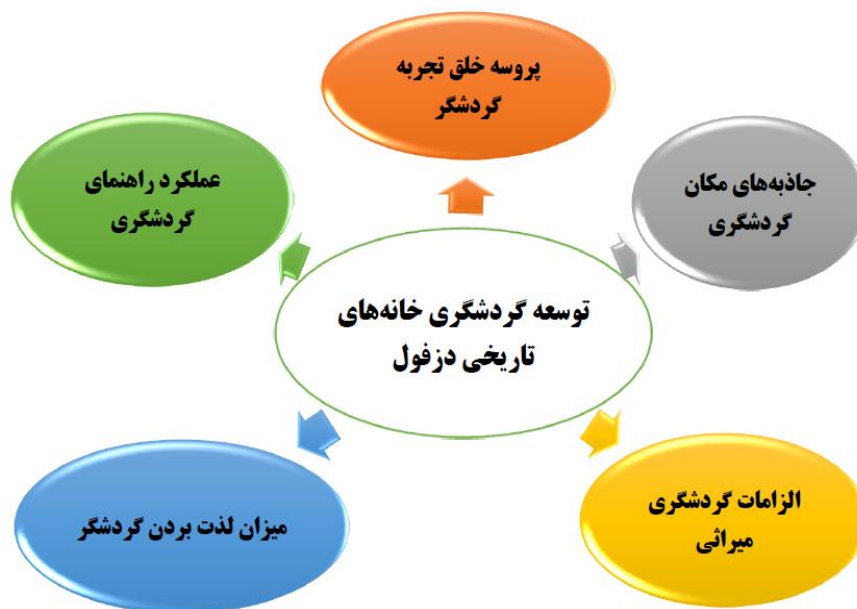 پروسه خلق تجربه
گردشگر
جاذبه‌های مکان
گردشگری
عملکرد راهنمای
گردشگری
توسعه گردشگری خانه‌های
تاریخی دزفول
الزامات گردشگری
میراثی
میزان لذت بردن گردشگر